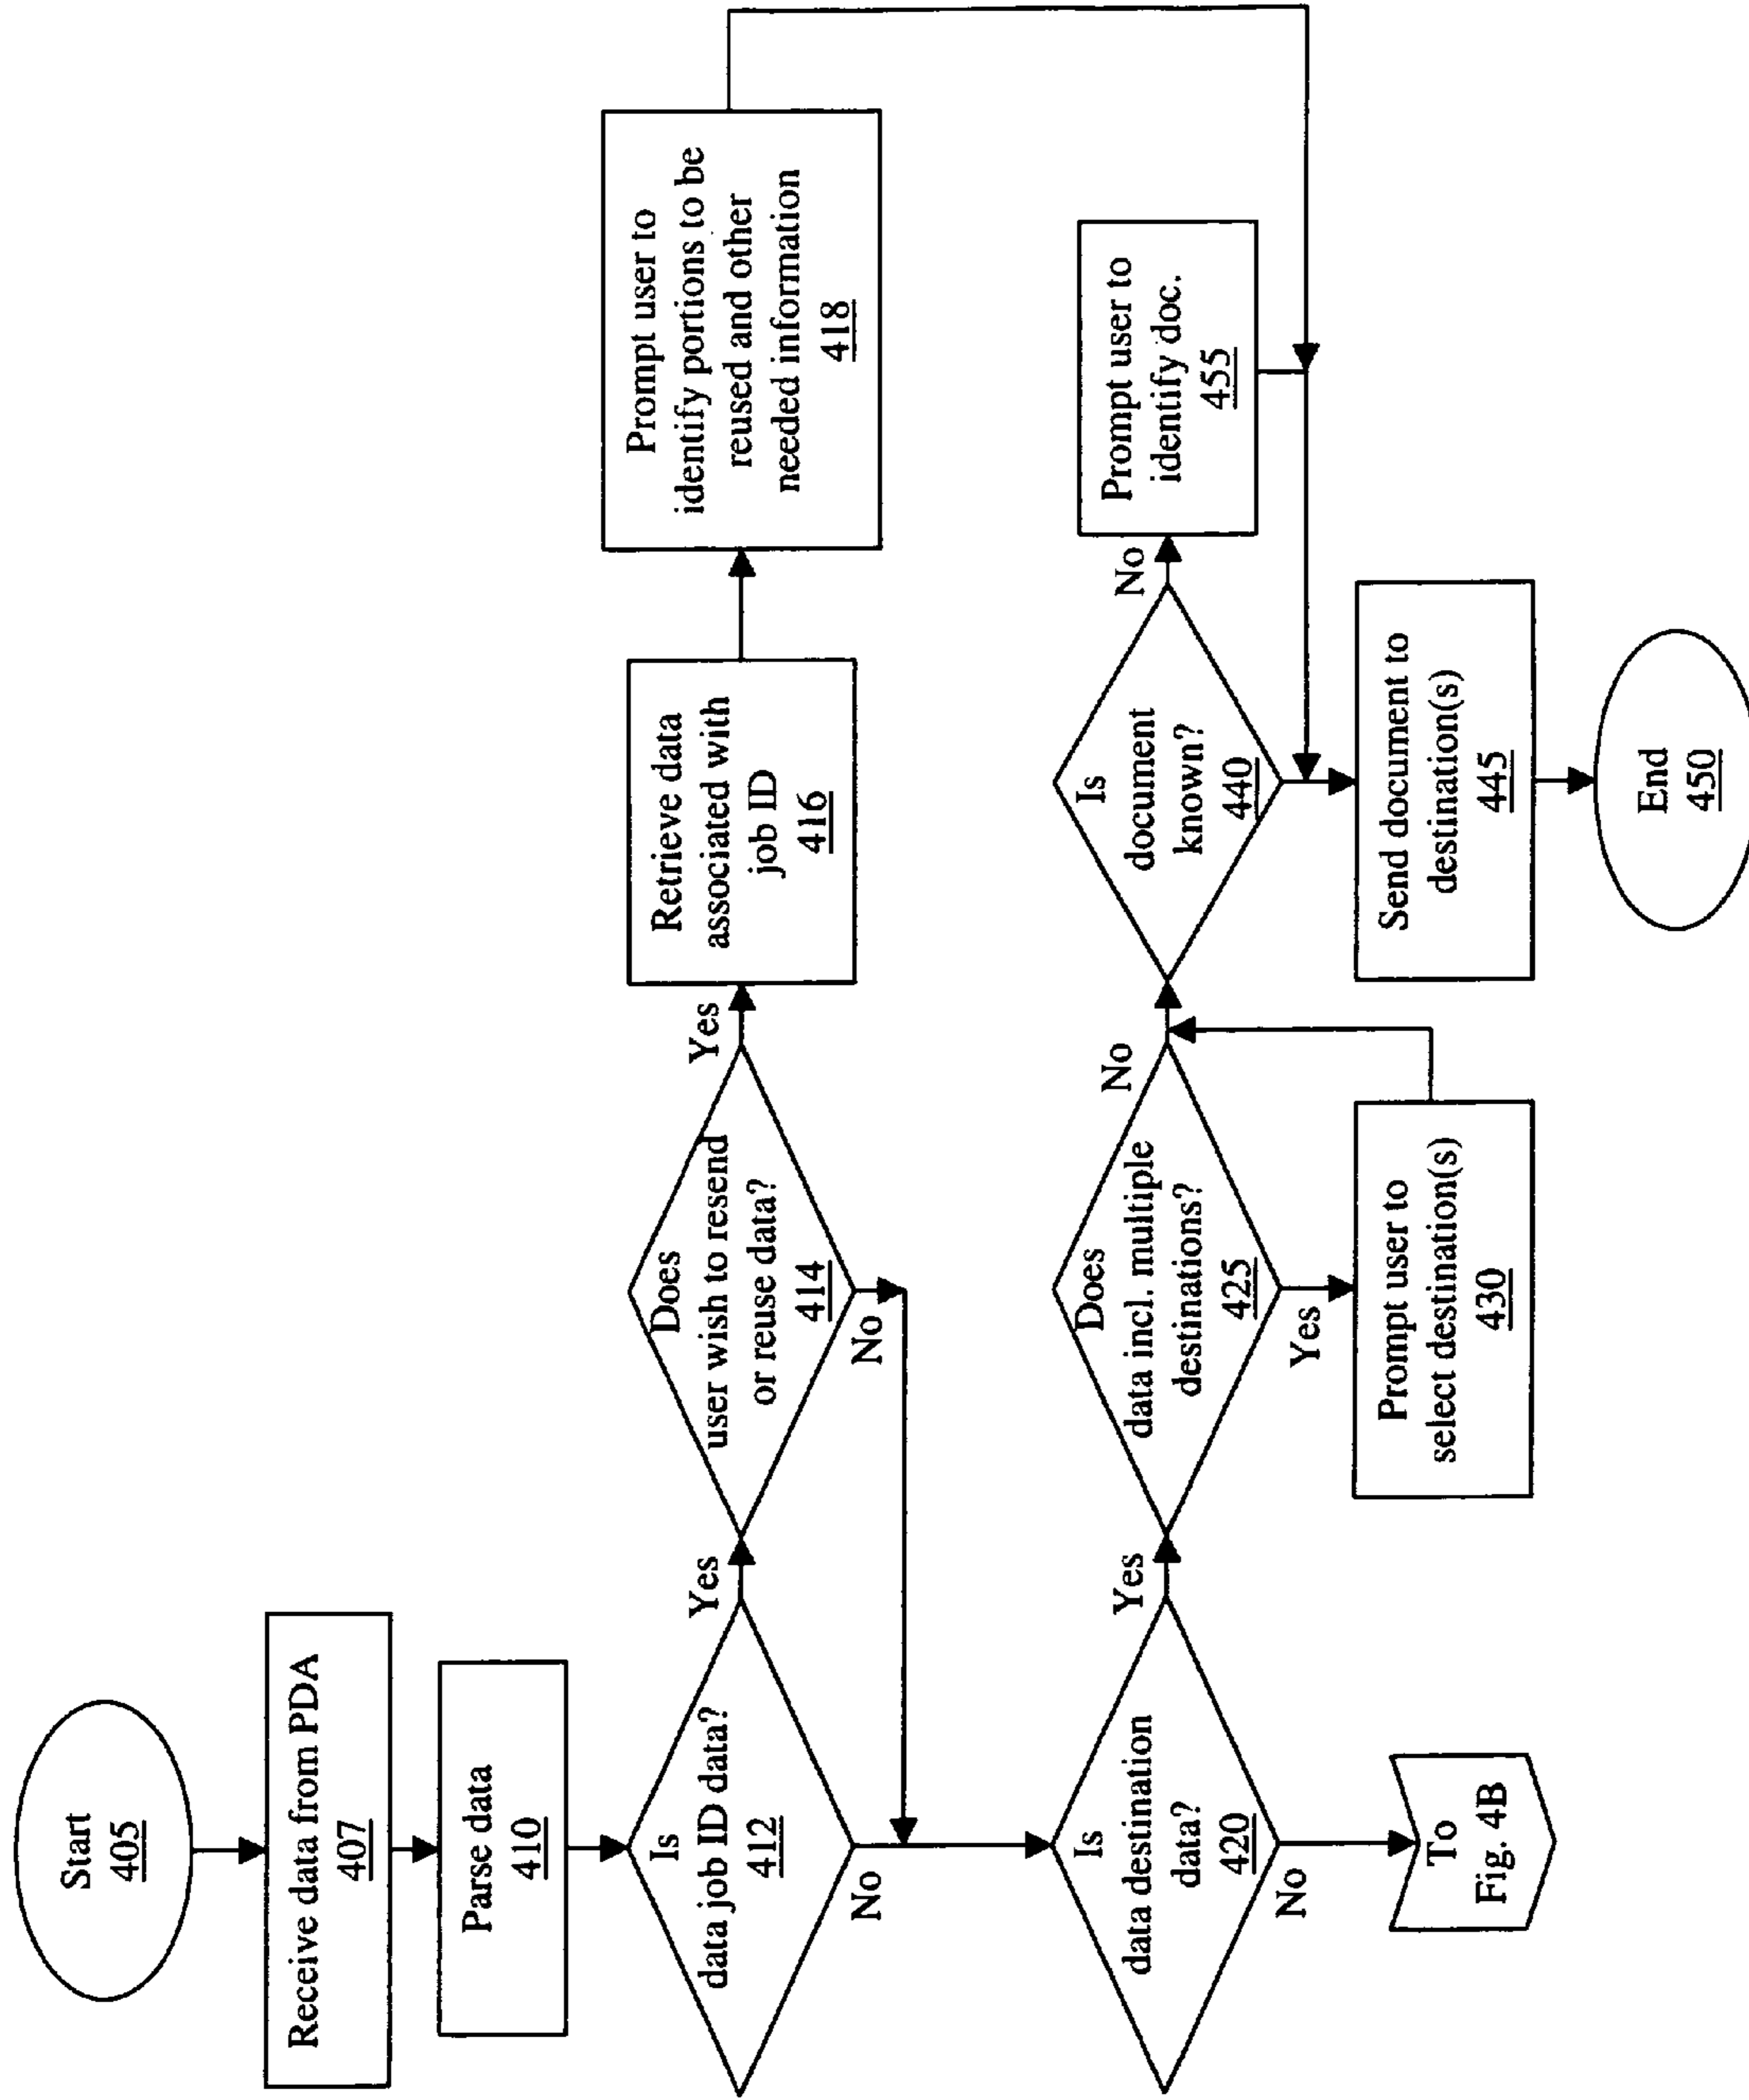 Start
405
Receive data from PDA
407
Parse data
410
Is
data job ID data?
412
Yes
No
Does
user wish to resend
or reuse data?
414
Yes
No
Retrieve data
associated with
job ID
416
Prompt user to
identify portions to be
reused and other
needed information
418
Is
data destination
data?
420
Yes
No
To
Fig. 4B
Does
data incl. multiple
destinations?
425
No
Yes
Prompt user to
select destination(s)
430
Is
document
known?
440
No
Prompt user to
identify doc.
455
Send document to
destination(s)
445
End
450